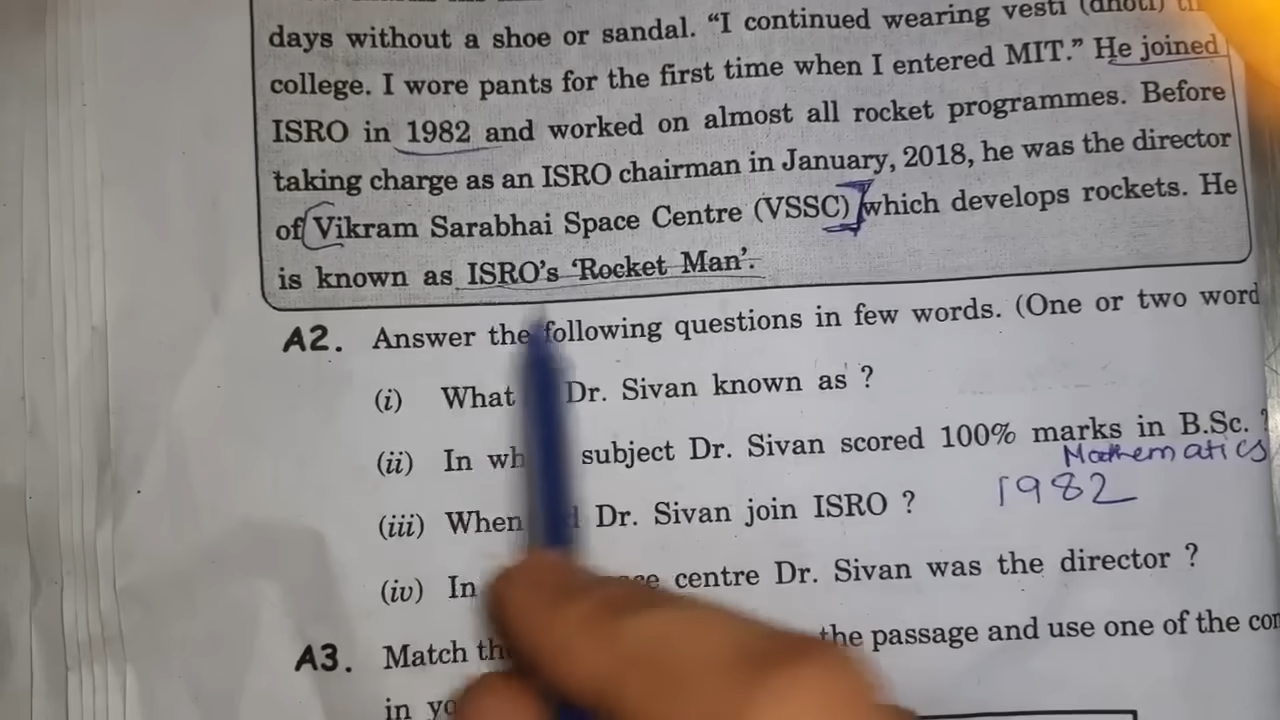 days without a shoe or sandal. "I continued wearing vesti (dhoti)
college. I wore pants for the first time when I entered MIT." He joined
ISRO in 1982 and worked on almost all rocket programmes. Before
taking charge as an ISRO chairman in January, 2018, he was the director
of Vikram Sarabhai Space Centre (VSSC) which develops rockets. He
is known as ISRO's 'Rocket Man'.
A2. Answer the following questions in few words. (One or two word
(i) What Dr. Sivan known as ?
(ii) In subject Dr. Sivan scored 100% marks in B.Sc. ?
Mathematics
(iii) When Dr. Sivan join ISRO ? 1982
(iv) In centre Dr. Sivan was the director ?
A3. Match the passage and use one of the
in